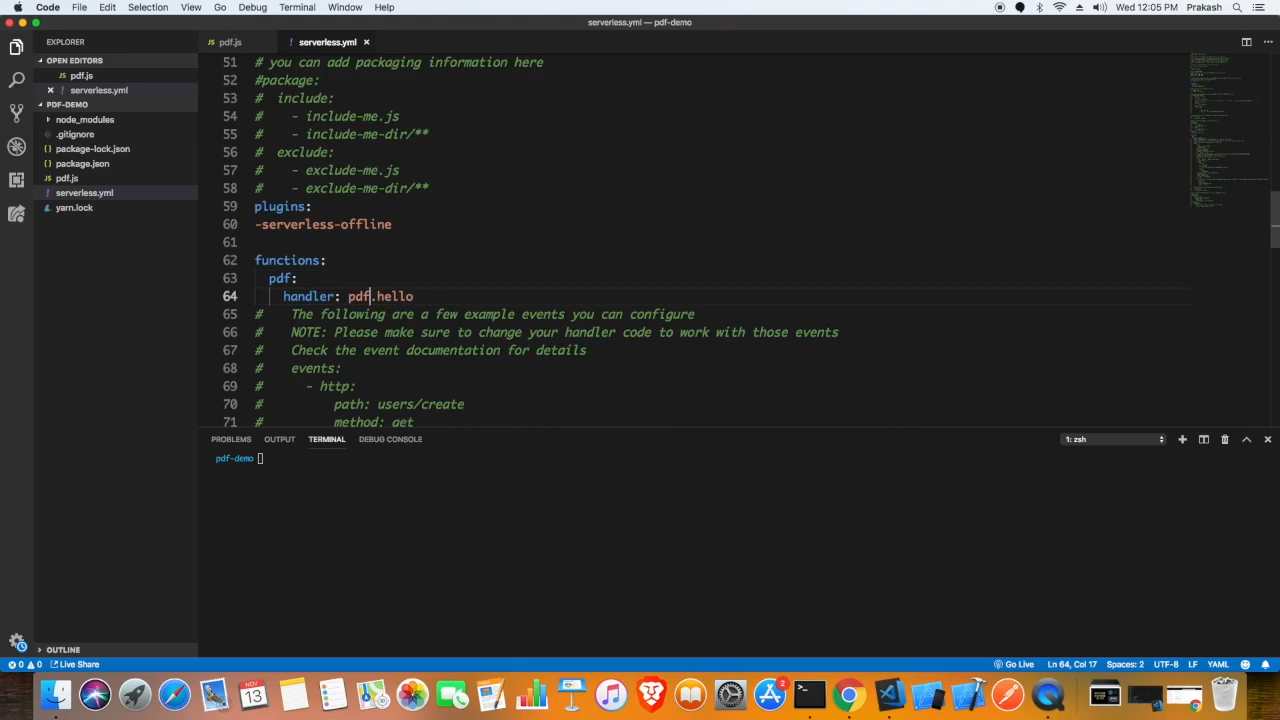 Code File Edit Selection View Go Debug Terminal Window Help Wed 12:05 PM Prakash
serverless.yml — pdf-demo
EXPLORER
OPEN EDITORS
pdf.js
serverless.yml
PDF-DEMO
node_modules
.gitignore
package-lock.json
package.json
pdf.js
serverless.yml
yarn.lock
OUTLINE
JS pdf.js ! serverless.yml
51 # you can add packaging information here
52 #package:
53 # include:
54 # - include-me.js
55 # - include-me-dir/**
56 # exclude:
57 # - exclude-me.js
58 # - exclude-me-dir/**
59 plugins:
60 -serverless-offline
61
62 functions:
63 pdf:
64 handler: pdf.hello
65 # The following are a few example events you can configure
66 # NOTE: Please make sure to change your handler code to work with those events
67 # Check the event documentation for details
68 # events:
69 # - http:
70 # path: users/create
71 # method: get
PROBLEMS OUTPUT TERMINAL DEBUG CONSOLE 1: zsh
pdf-demo
0 0 Live Share Go Live Ln 64, Col 17 Spaces: 2 UTF-8 LF YAML
NOV
13
2